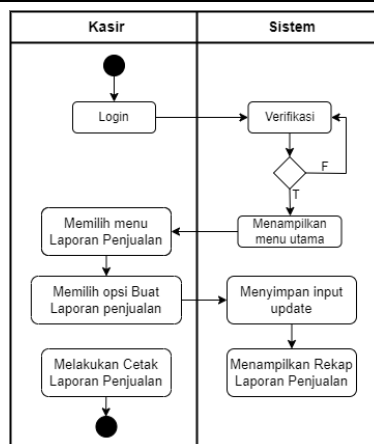 Kasir
Sistem
Login
Verifikasi
F
T
Menampilkan
menu utama
Memilih menu
Laporan Penjualan
Memilih opsi Buat
Laporan penjualan
Menyimpan input
update
Menampilkan Rekap
Laporan Penjualan
Melakukan Cetak
Laporan Penjualan